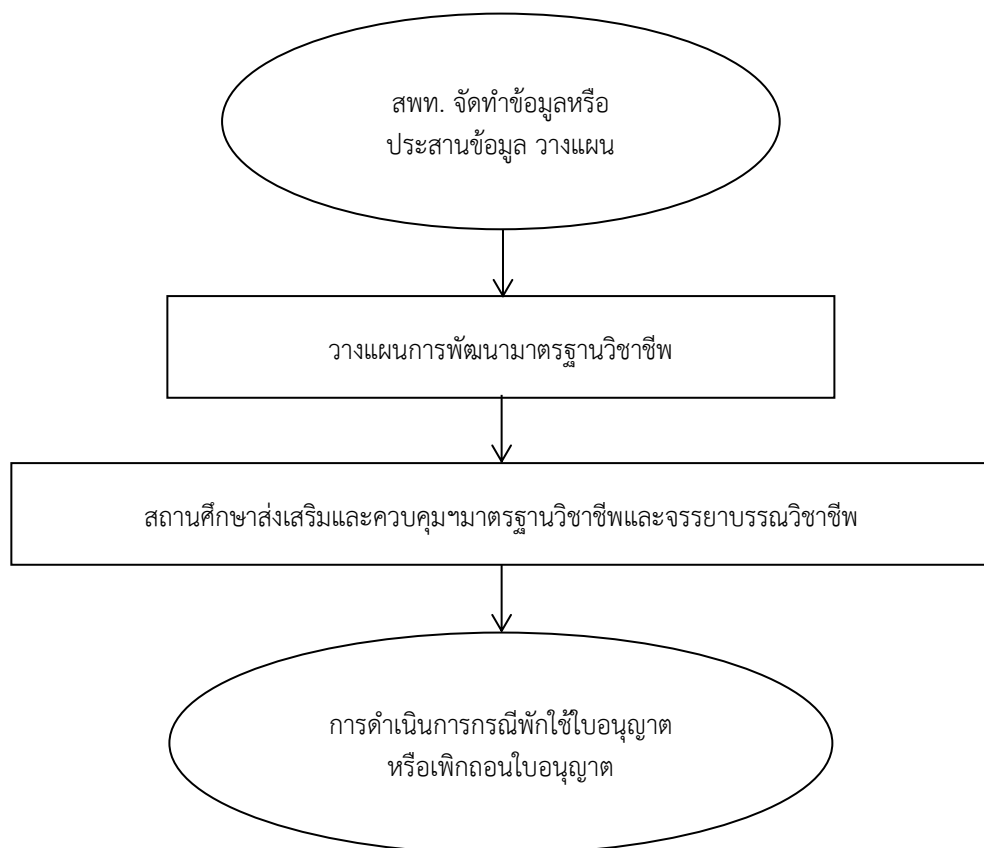 สพท. จัดทำข้อมูลหรือ
ประสานข้อมูล วางแผน
วางแผนการพัฒนามาตรฐานวิชาชีพ
สถานศึกษาส่งเสริมและควบคุมฯมาตรฐานวิชาชีพและจรรยาบรรณวิชาชีพ
การดำเนินการกรณีพักใช้ใบอนุญาต
หรือเพิกถอนใบอนุญาต